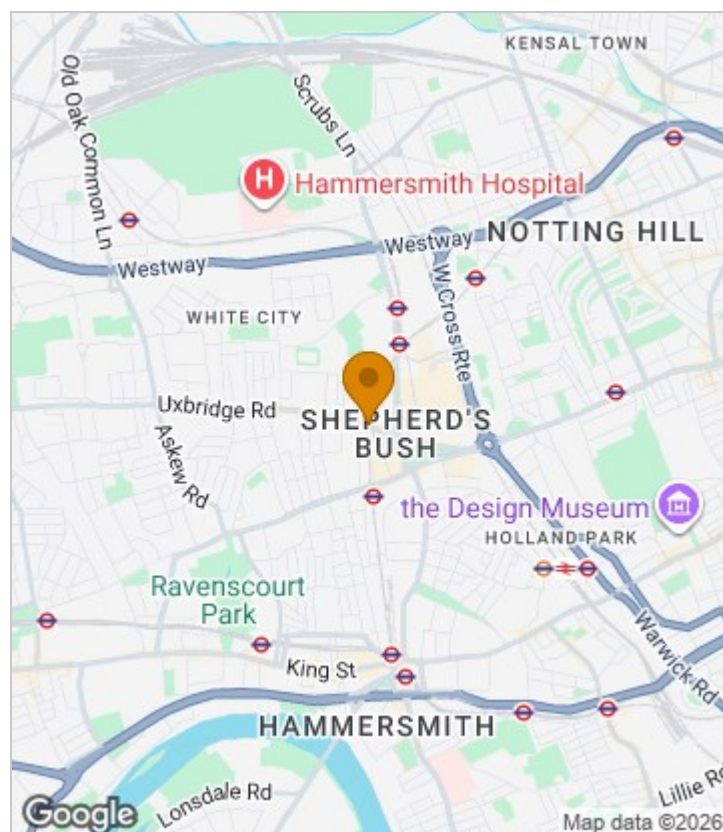 KENSAL TOWN
Old Oak Common Ln
Scrubs Ln
H
Hammersmith Hospital
Westway
NOTTING HILL
Westway
W Cross Rte
WHITE CITY
Uxbridge Rd
SHEPHERD'S
BUSH
Askew Rd
the Design Museum
HOLLAND PARK
Ravenscourt
Park
King St
Warwick Rd
HAMMERSMITH
Lonsdale Rd
Lillie Rd
Google
Map data ©2026